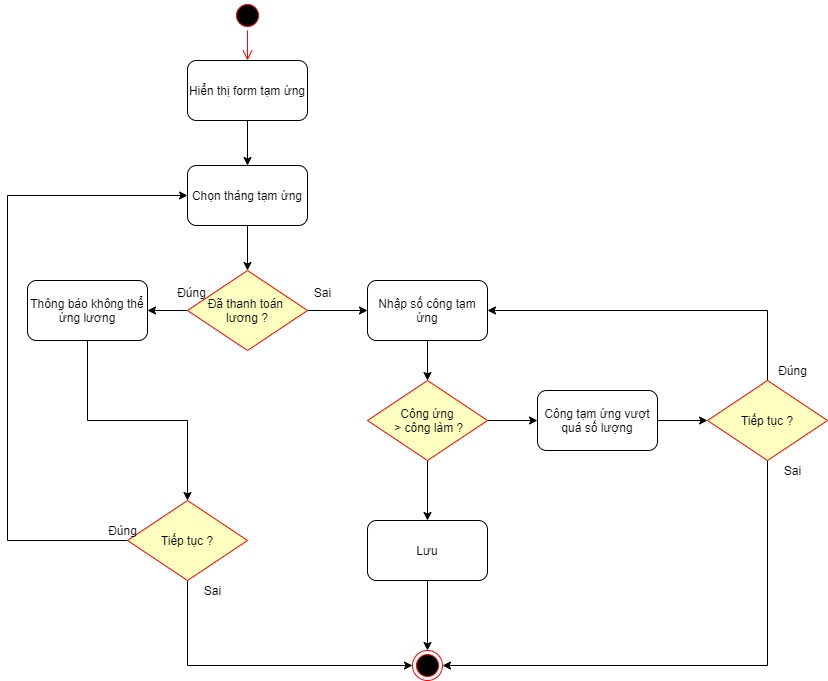 Hiển thị form tạm ứng
Chọn tháng tạm ứng
Đúng
Đã thanh toán
lương ?
Sai
Thông báo không thể
ứng lương
Nhập số công tạm
ứng
Đúng
Công ứng
> công làm ?
Công tạm ứng vượt
quá số lượng
Tiếp tục ?
Sai
Đúng
Tiếp tục ?
Sai
Lưu